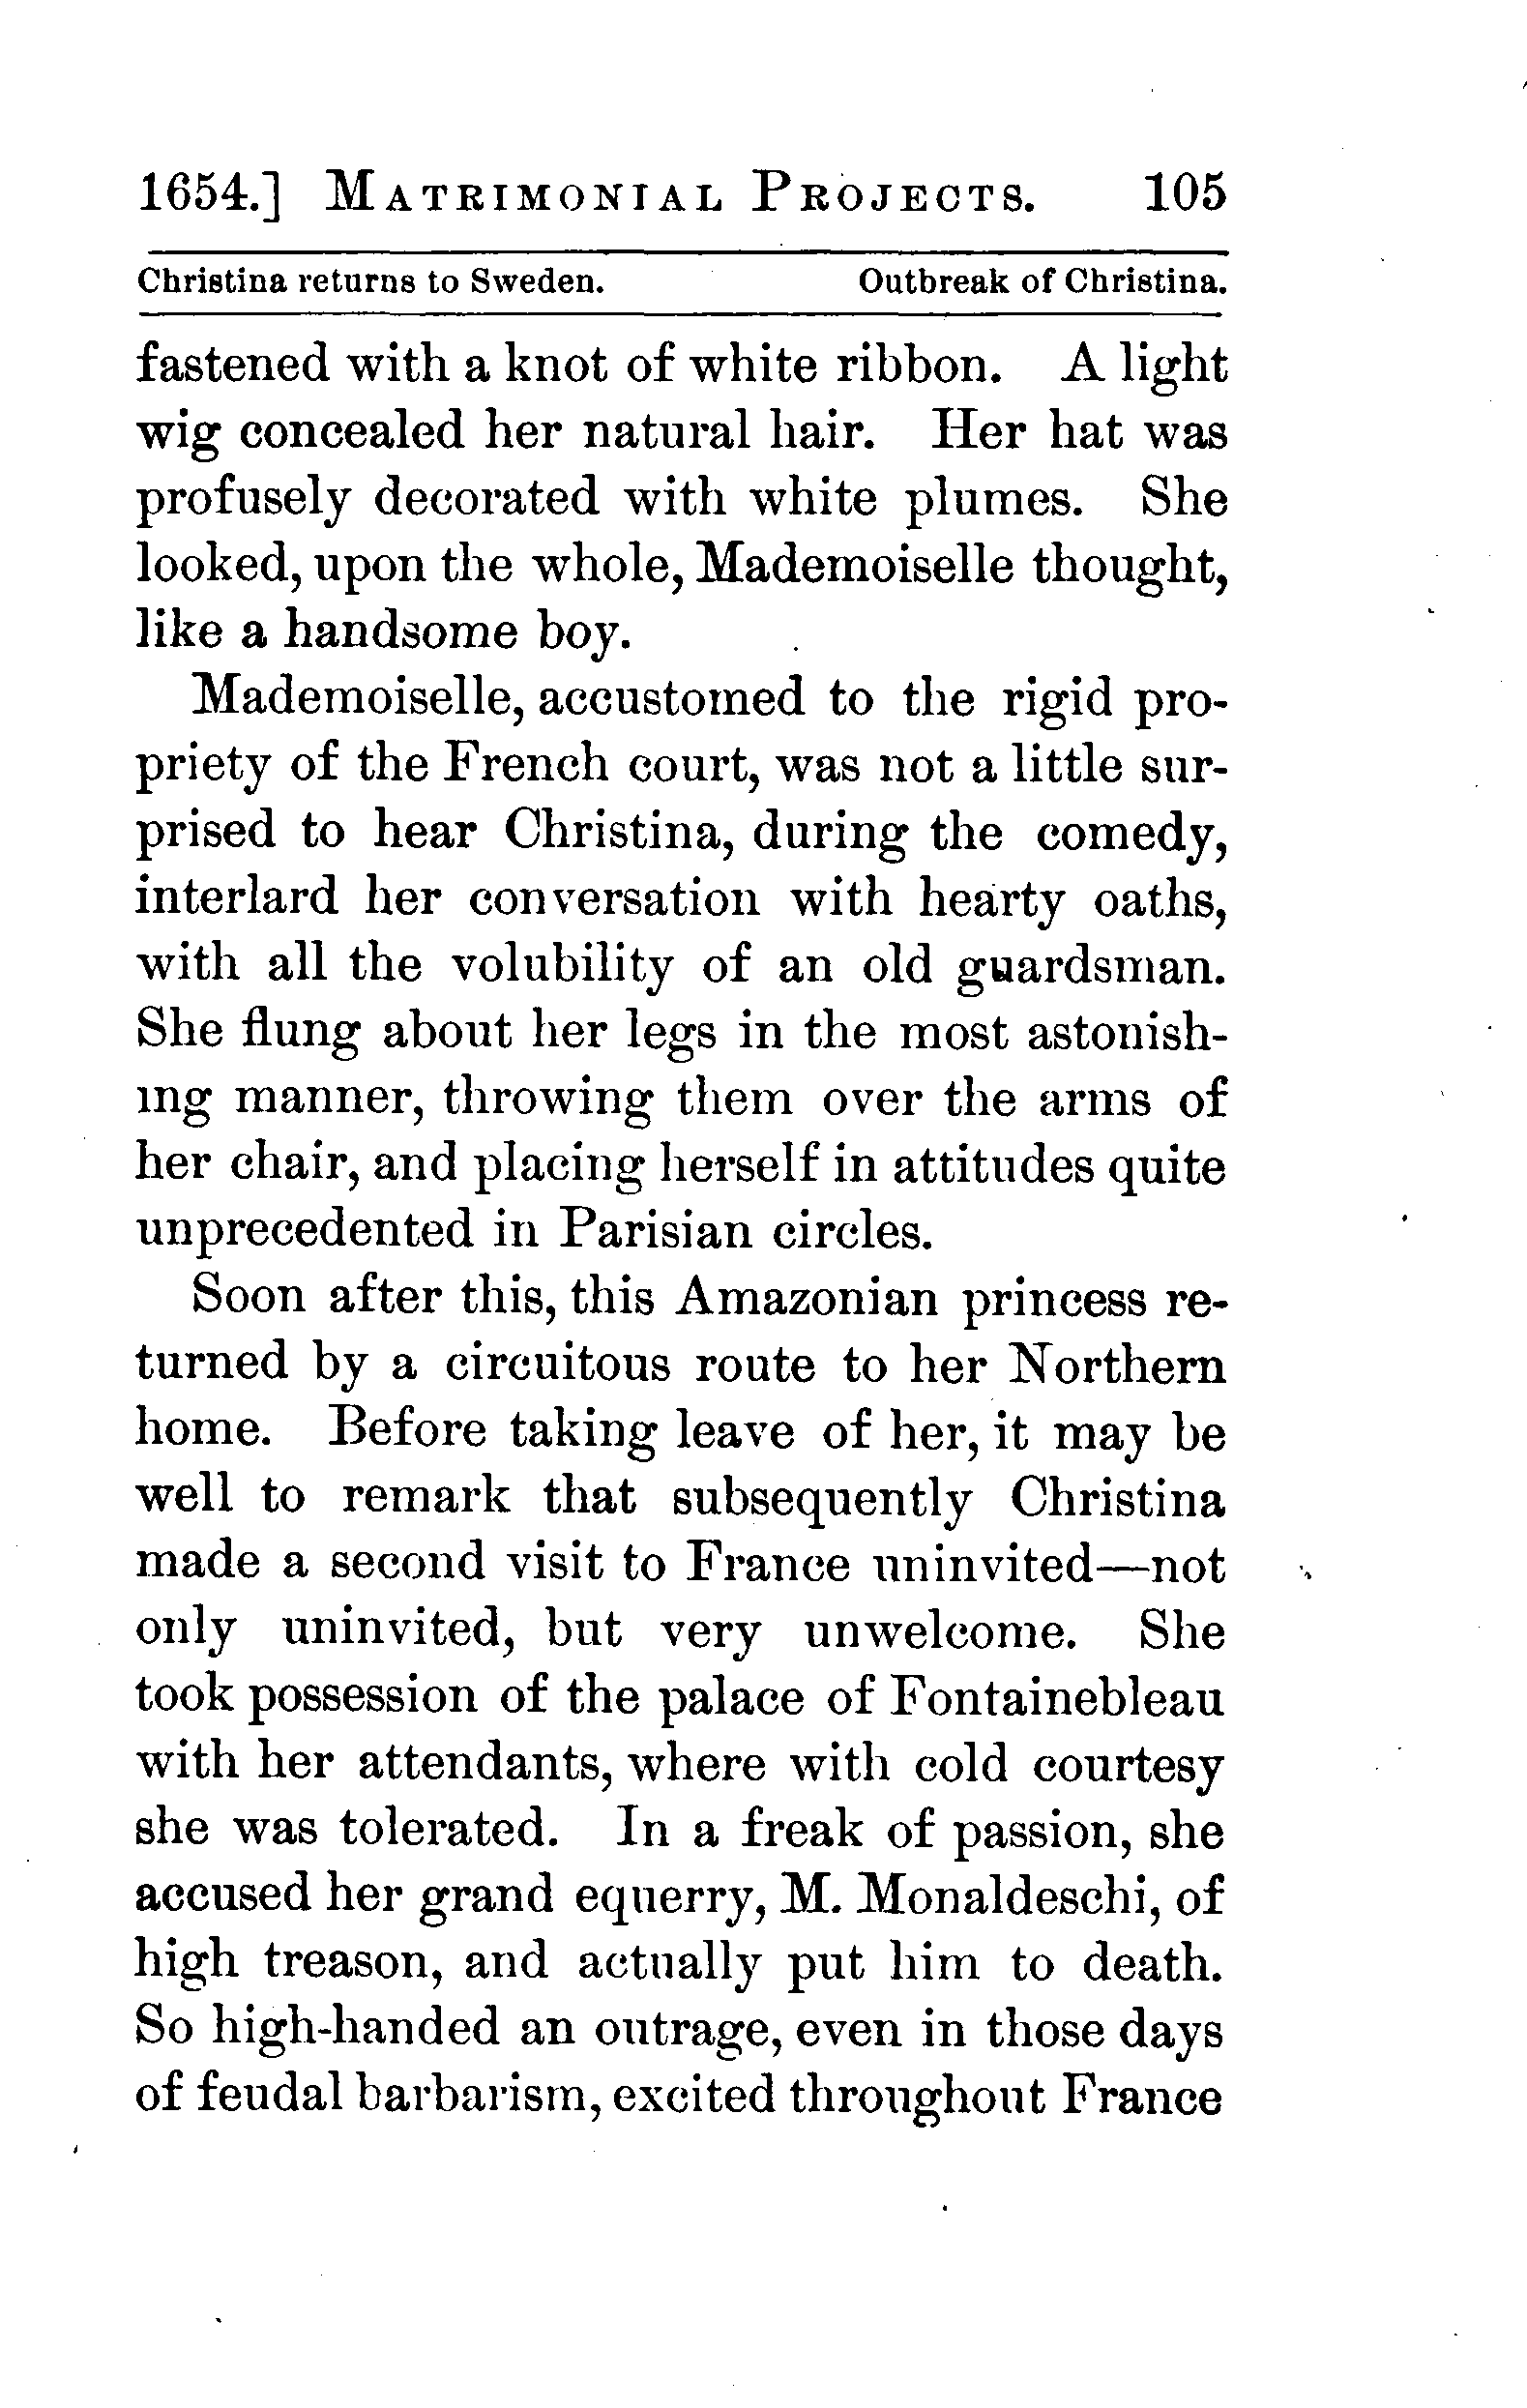 1654.] MATRIMONIAL PROJECTS. 105
Christina returns to Sweden. Outbreak of Christina.
fastened with a knot of white ribbon. A light
wig concealed her natural hair. Her hat was
profusely decorated with white plumes. She
looked, upon the whole, Mademoiselle thought,
like a handsome boy.
Mademoiselle, accustomed to the rigid pro-
priety of the French court, was not a little sur-
prised to hear Christina, during the comedy,
interlard her conversation with hearty oaths,
with all the volubility of an old guardsman.
She flung about her legs in the most astonish-
ing manner, throwing them over the arms of
her chair, and placing herself in attitudes quite
unprecedented in Parisian circles.
Soon after this, this Amazonian princess re-
turned by a circuitous route to her Northern
home. Before taking leave of her, it may be
well to remark that subsequently Christina
made a second visit to France uninvited—not
only uninvited, but very unwelcome. She
took possession of the palace of Fontainebleau
with her attendants, where with cold courtesy
she was tolerated. In a freak of passion, she
accused her grand equerry, M. Monaldeschi, of
high treason, and actually put him to death.
So high-handed an outrage, even in those days
of feudal barbarism, excited throughout France